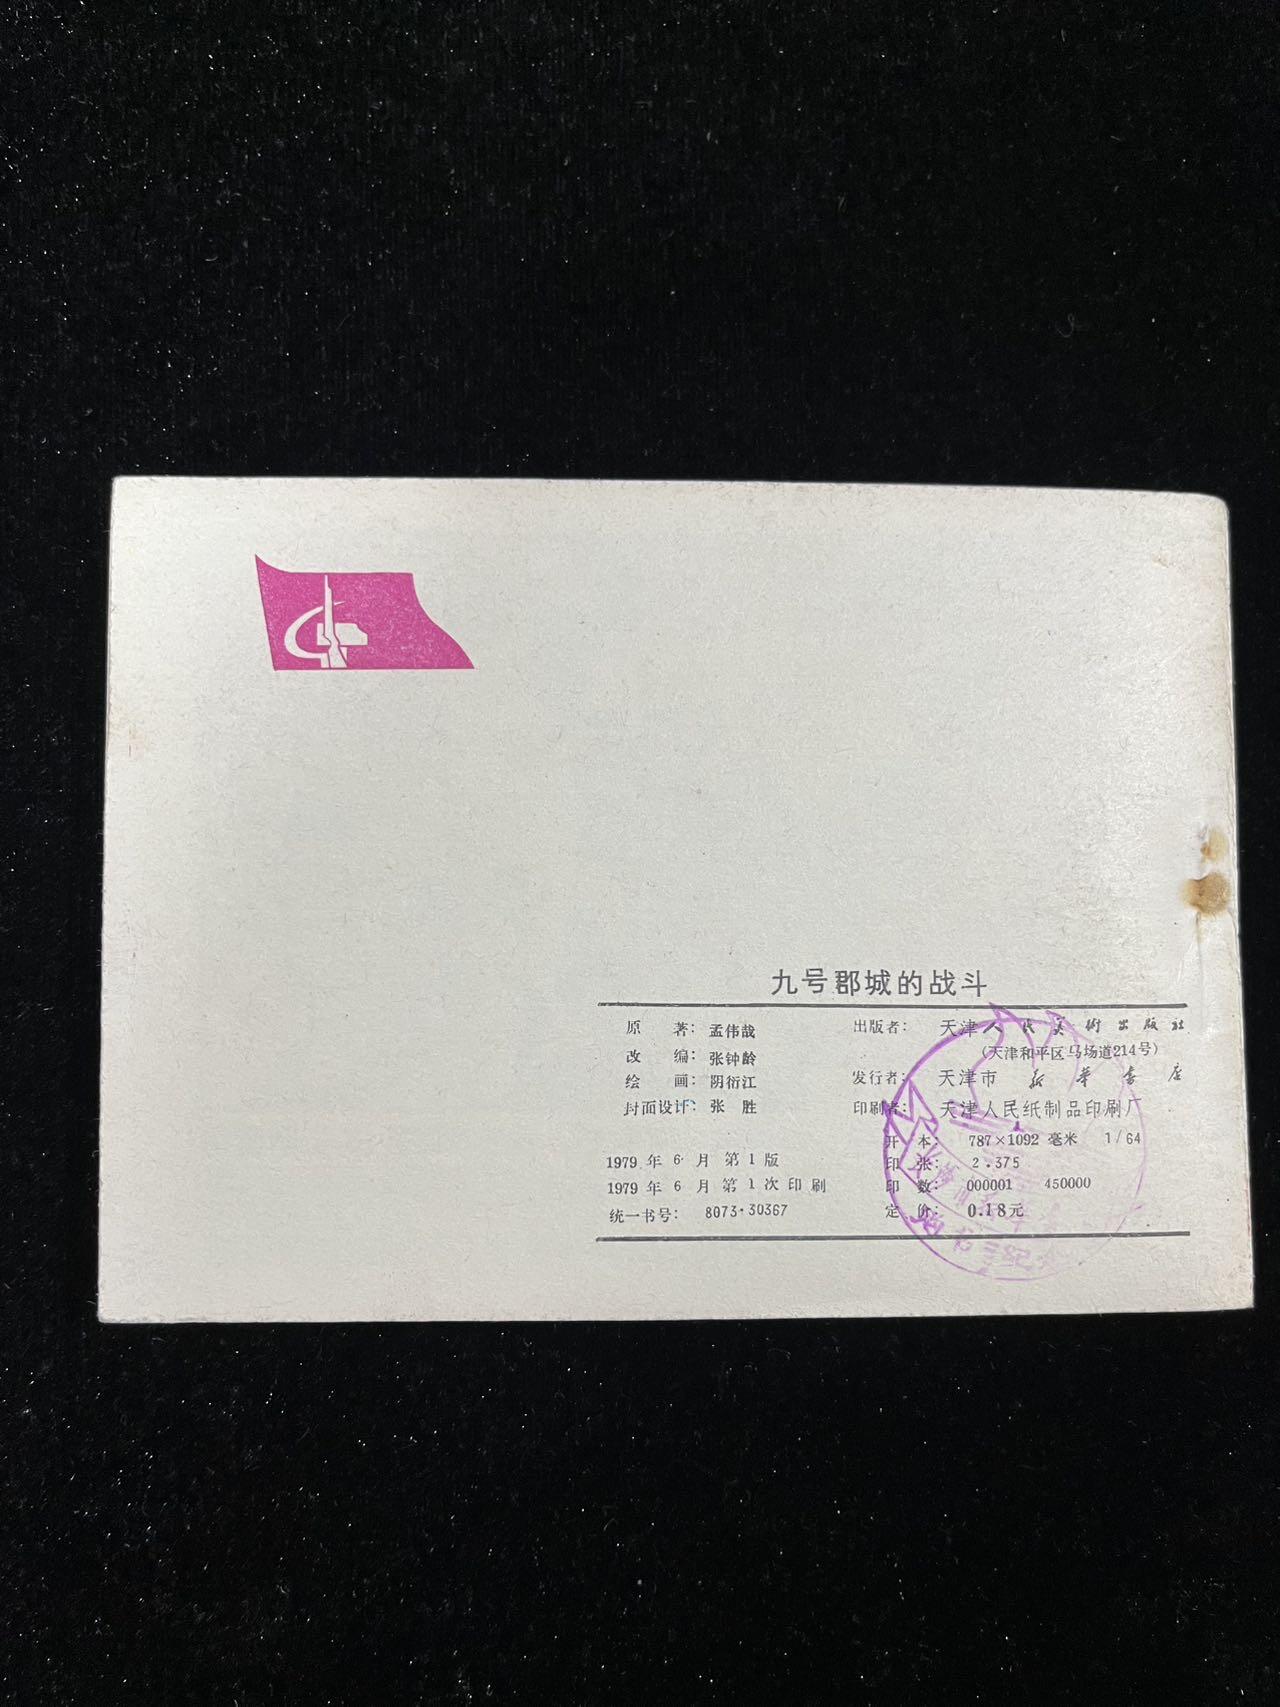 九号郡城的战斗
原　　著：孟伟哉
改　　编：张钟龄
绘　　画：阴衍江
封面设计：张　胜
1979 年 6 月 第 1 版
1979 年 6 月 第 1 次 印 刷
统一书号：8073·30367
出版者：天津人民美術出版社
（天津和平区马场道214号）
发行者：天津市 新華書店
印刷者：天津人民纸制品印刷厂
开　本：787×1092 毫米　1/64
印　张：2.375
印　数：000001　450000
定　价：0.18元